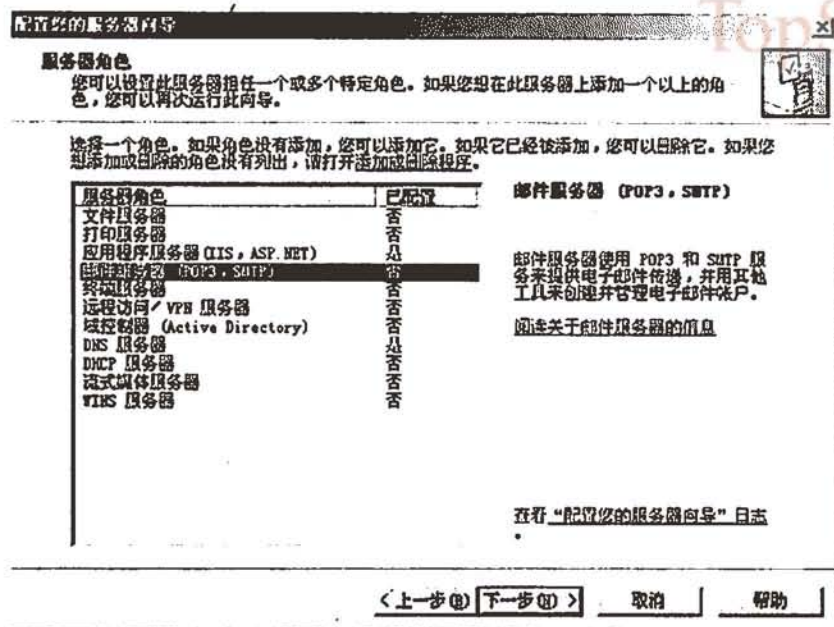 配置您的服务器向导
服务器角色
您可以设置此服务器担任一个或多个特定角色。如果您想在此服务器上添加一个以上的角
色，您可以再次运行此向导。
选择一个角色。如果角色没有添加，您可以添加它。如果它已经被添加，您可以删除它。如果您
想添加或删除的角色没有列出，请打开添加或删除程序。
服务器角色 已配置
文件服务器 否
打印服务器 否
应用程序服务器(IIS，ASP.NET) 是
邮件服务器 (POP3，SMTP) 否
终端服务器 否
远程访问/VPN 服务器 否
域控制器 (Active Directory) 否
DNS 服务器 是
DHCP 服务器 否
流式媒体服务器 否
WINS 服务器 否
邮件服务器 (POP3，SMTP)
邮件服务器使用 POP3 和 SMTP 服
务来提供电子邮件传递，并用其他
工具来创建并管理电子邮件帐户。
阅读关于邮件服务器的信息
查看“配置您的服务器向导”日志
。
<上一步(B) 下一步(N)> 取消 帮助